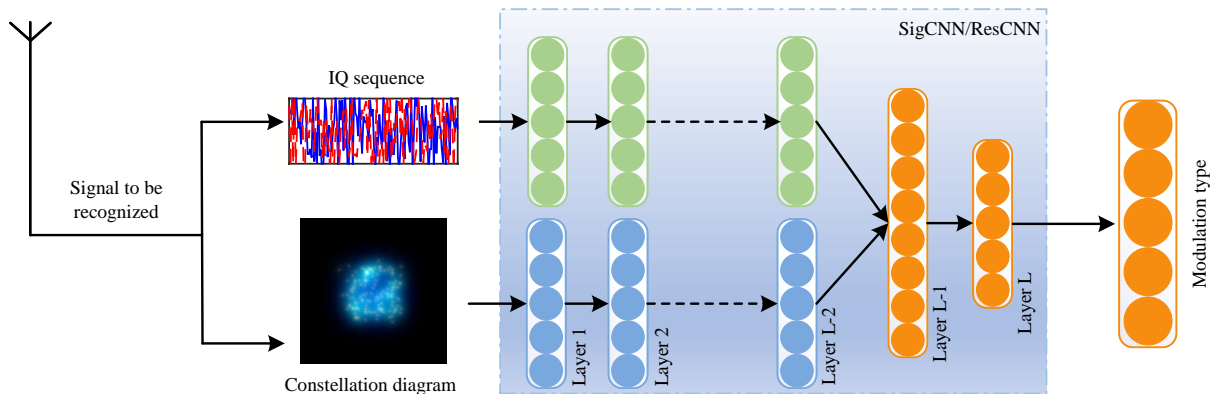 SigCNN/ResCNN
IQ sequence
Signal to be
recognized
Constellation diagram
Layer 1
Layer 2
Layer L-2
Layer L-1
Layer L
Modulation type